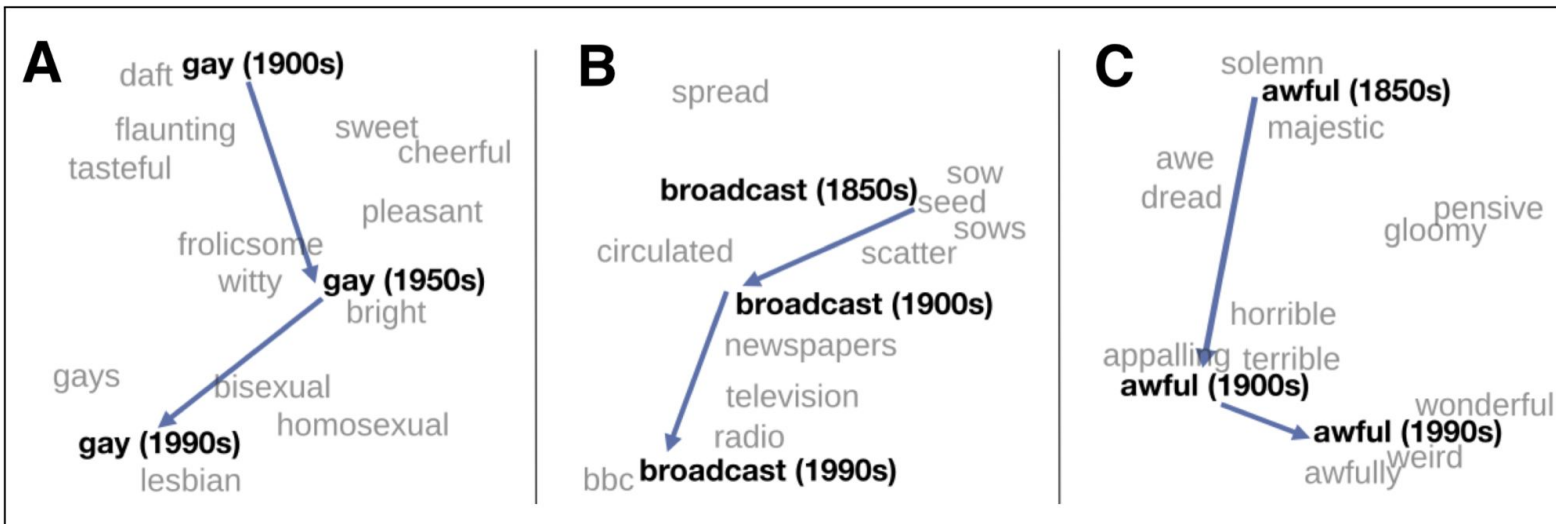 A
daft gay (1900s)
flaunting
sweet
cheerful
tasteful
pleasant
frolicsome
witty
gay (1950s)
bright
gays
bisexual
homosexual
gay (1990s)
lesbian
B
spread
broadcast (1850s)
sow
seed
sows
circulated
scatter
broadcast (1900s)
newspapers
television
radio
bbc broadcast (1990s)
C
solemn
awful (1850s)
majestic
awe
dread
pensive
gloomy
horrible
appalling terrible
awful (1900s)
wonderful
awful (1990s)
weird
awfully